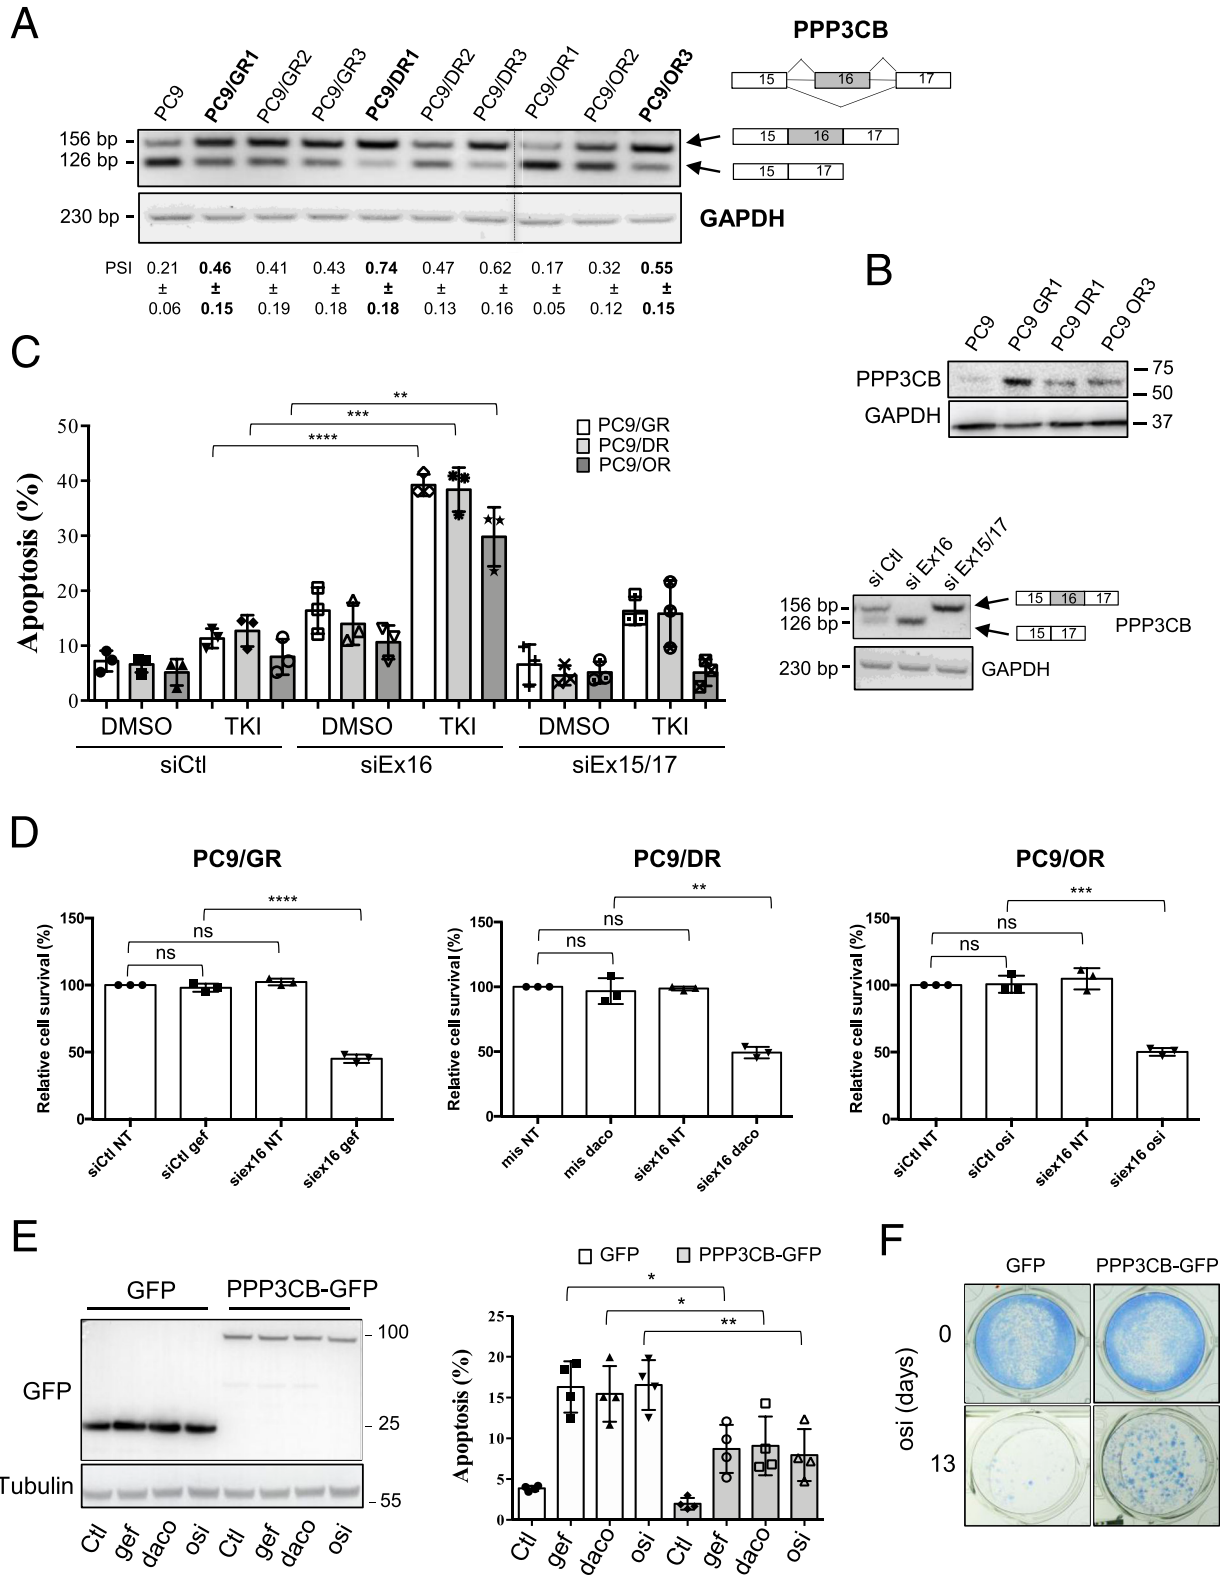 A
PPP3CB
PC9
PC9/GR1
PC9/GR2
PC9/GR3
PC9/DR1
PC9/DR2
PC9/DR3
PC9/OR1
PC9/OR2
PC9/OR3
15 16 17
156 bp
126 bp
15 16 17
15 17
230 bp
GAPDH
PSI 0.21 0.46 0.41 0.43 0.74 0.47 0.62 0.17 0.32 0.55
± ± ± ± ± ± ± ± ± ±
0.06 0.15 0.19 0.18 0.18 0.13 0.16 0.05 0.12 0.15
B
PC9
PC9 GR1
PC9 DR1
PC9 OR3
PPP3CB
75
50
GAPDH
37
C
**
***
****
PC9/GR
PC9/DR
PC9/OR
Apoptosis (%)
50
40
30
20
10
0
DMSO TKI DMSO TKI DMSO TKI
siCtl siEx16 siEx15/17
si Ctl
si Ex16
si Ex15/17
156 bp
126 bp
15 16 17
15 17
PPP3CB
230 bp
GAPDH
D
PC9/GR
****
ns
ns
Relative cell survival (%)
150
100
50
0
siCtl NT
siCtl gef
siex16 NT
siex16 gef
PC9/DR
**
ns
ns
Relative cell survival (%)
150
100
50
0
mis NT
mis daco
siex16 NT
siex16 daco
PC9/OR
***
ns
ns
Relative cell survival (%)
150
100
50
0
siCtl NT
siCtl osi
siex16 NT
siex16 osi
E
GFP PPP3CB-GFP
GFP
100
25
Tubulin
55
Ctl
gef
daco
osi
Ctl
gef
daco
osi
GFP PPP3CB-GFP
*
*
**
Apoptosis (%)
25
20
15
10
5
0
Ctl
gef
daco
osi
Ctl
gef
daco
osi
F
GFP PPP3CB-GFP
osi (days)
0
13